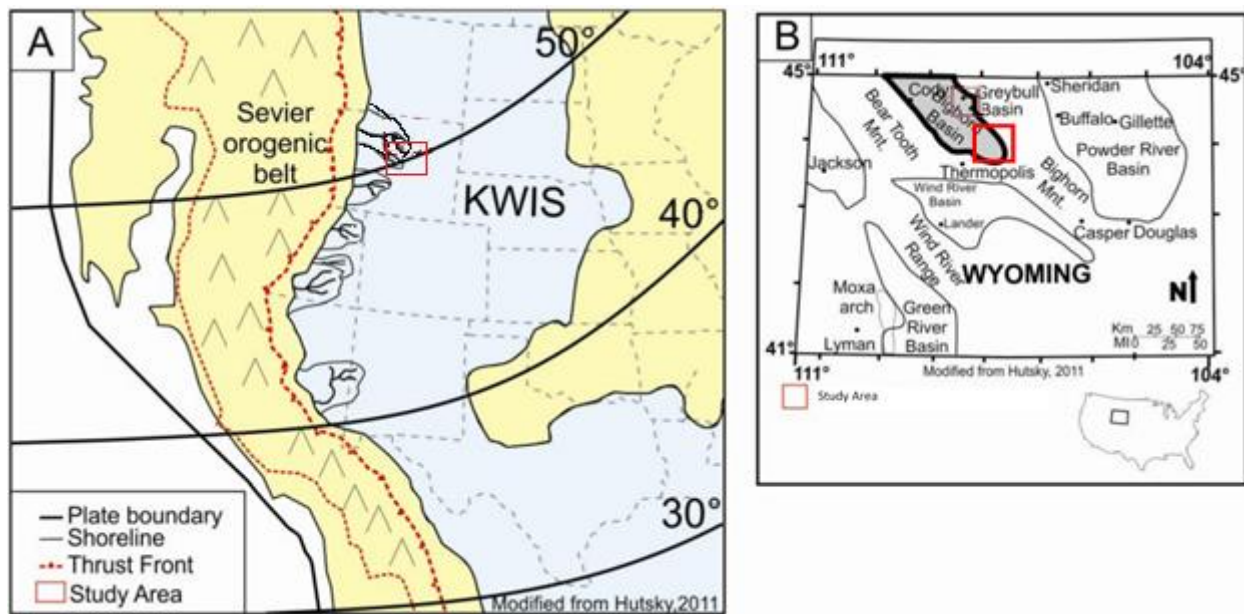 A
50°
Sevier
orogenic
belt
KWIS
40°
30°
Plate boundary
Shoreline
Thrust Front
Study Area
Modified from Hutsky,2011
B
111°
104°
45°
45°
Cody
Greybull
Basin
Bighorn
Basin
Sheridan
Buffalo
Gillette
Powder River
Basin
Bear Tooth
Mnt.
Jackson
Thermopolis
Bighorn
Mnt.
Wind River
Basin
Lander
Casper
Douglas
Wind River
Range
WYOMING
N
Moxa
arch
Green
River
Basin
Lyman
Km 25 50 75
MI 0 25 50
41°
41°
111°
Modified from Hutsky, 2011
104°
Study Area